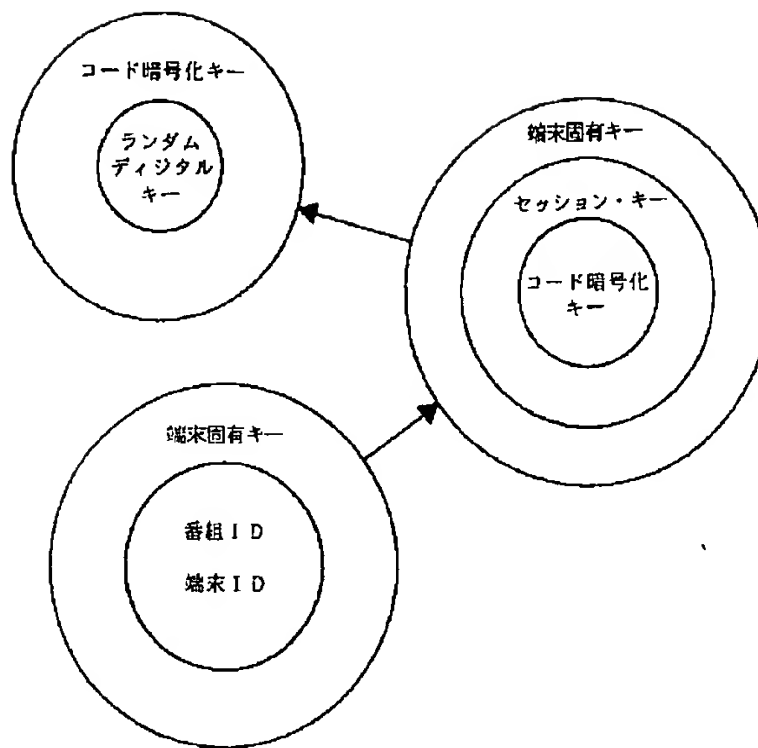 コード暗号化キー
ランダム
ディジタル
キー
端末固有キー
セッション・キー
コード暗号化
キー
端末固有キー
番組ID
端末ID